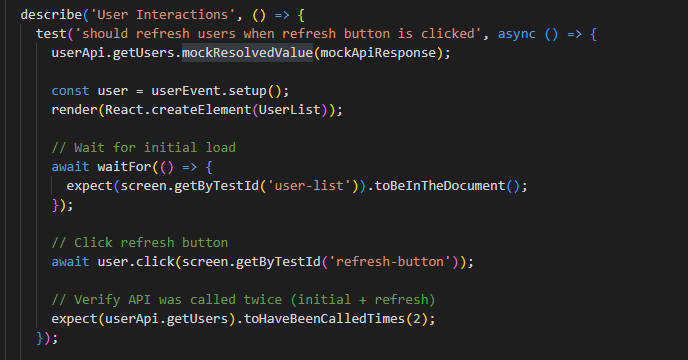 describe('User Interactions', () => {
test('should refresh users when refresh button is clicked', async () => {
userApi.getUsers.mockResolvedValue(mockApiResponse);
const user = userEvent.setup();
render(React.createElement(UserList));
// Wait for initial load
await waitFor(() => {
expect(screen.getByTestId('user-list')).toBeInTheDocument();
});
// Click refresh button
await user.click(screen.getByTestId('refresh-button'));
// Verify API was called twice (initial + refresh)
expect(userApi.getUsers).toHaveBeenCalledTimes(2);
});